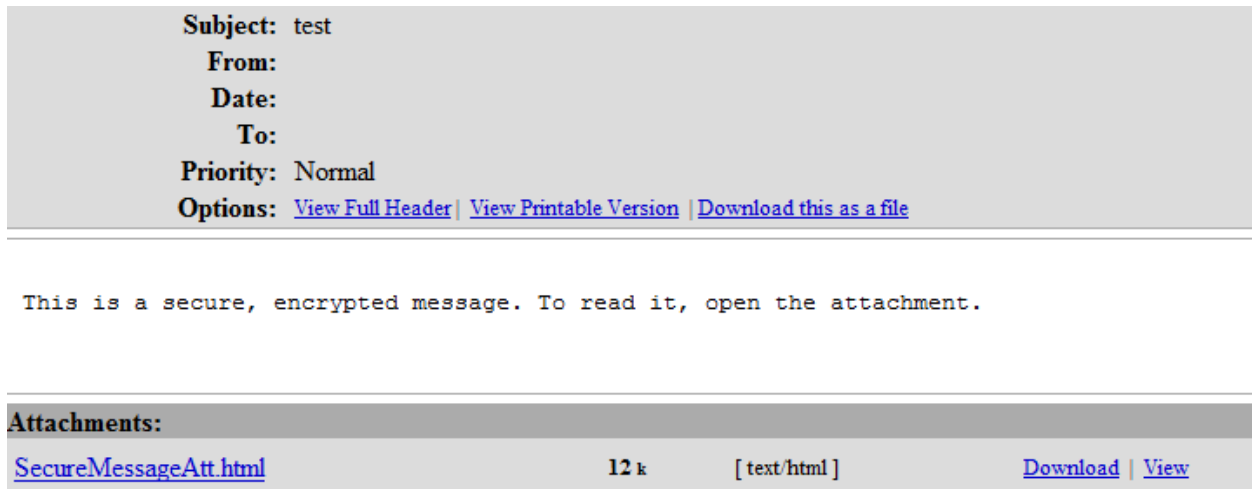 Subject: test
From:
Date:
To:
Priority: Normal
Options: View Full Header | View Printable Version | Download this as a file
This is a secure, encrypted message. To read it, open the attachment.
Attachments:
SecureMessageAtt.html 12 k [ text/html ] Download | View